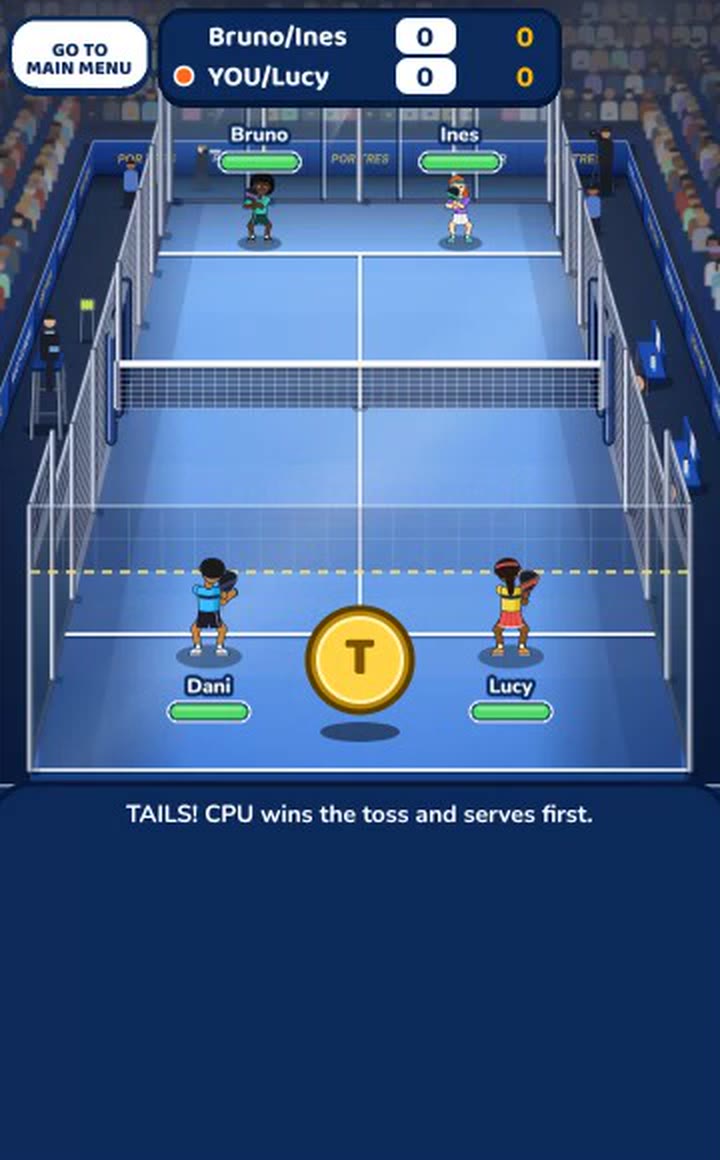 GO TO
MAIN MENU
Bruno/Ines 0 0
YOU/Lucy 0 0
Bruno
Ines
Dani
Lucy
T
TAILS! CPU wins the toss and serves first.